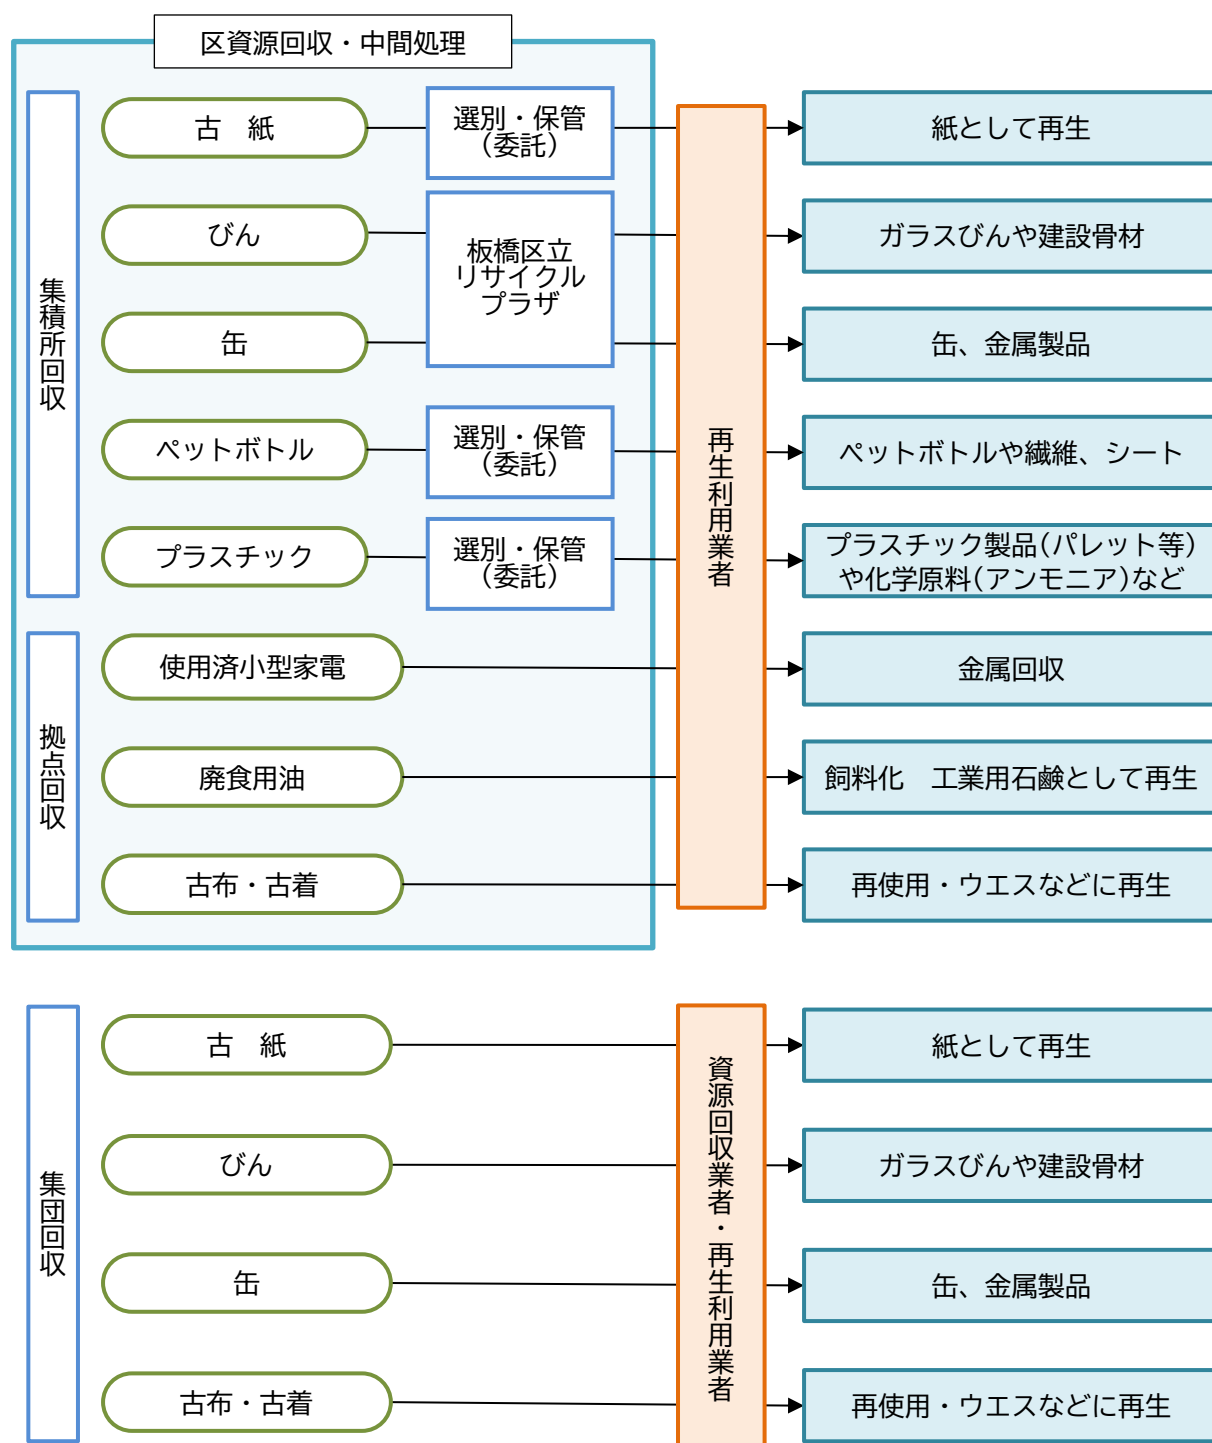 区資源回収・中間処理
集積所回収
古　紙
選別・保管
（委託）
紙として再生
びん
板橋区立
リサイクル
プラザ
ガラスびんや建設骨材
缶
缶、金属製品
ペットボトル
選別・保管
（委託）
ペットボトルや繊維、シート
プラスチック
選別・保管
（委託）
プラスチック製品(パレット等)
や化学原料(アンモニア)など
再生利用業者
拠点回収
使用済小型家電
金属回収
廃食用油
飼料化　工業用石鹸として再生
古布・古着
再使用・ウエスなどに再生
集団回収
古　紙
紙として再生
びん
ガラスびんや建設骨材
缶
缶、金属製品
古布・古着
再使用・ウエスなどに再生
資源回収業者・再生利用業者